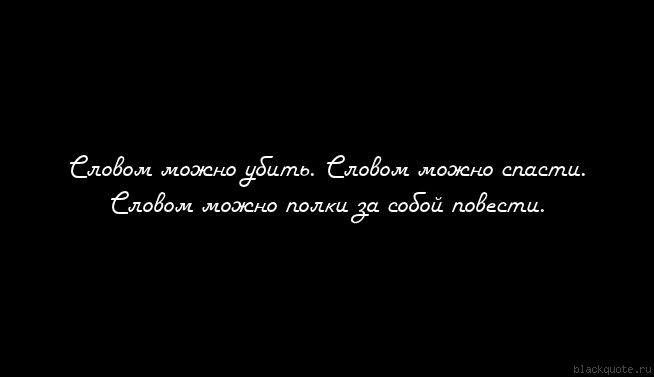 Словом можно убить. Словом можно спасти.
Словом можно полки за собой повести.
blackquote.ru